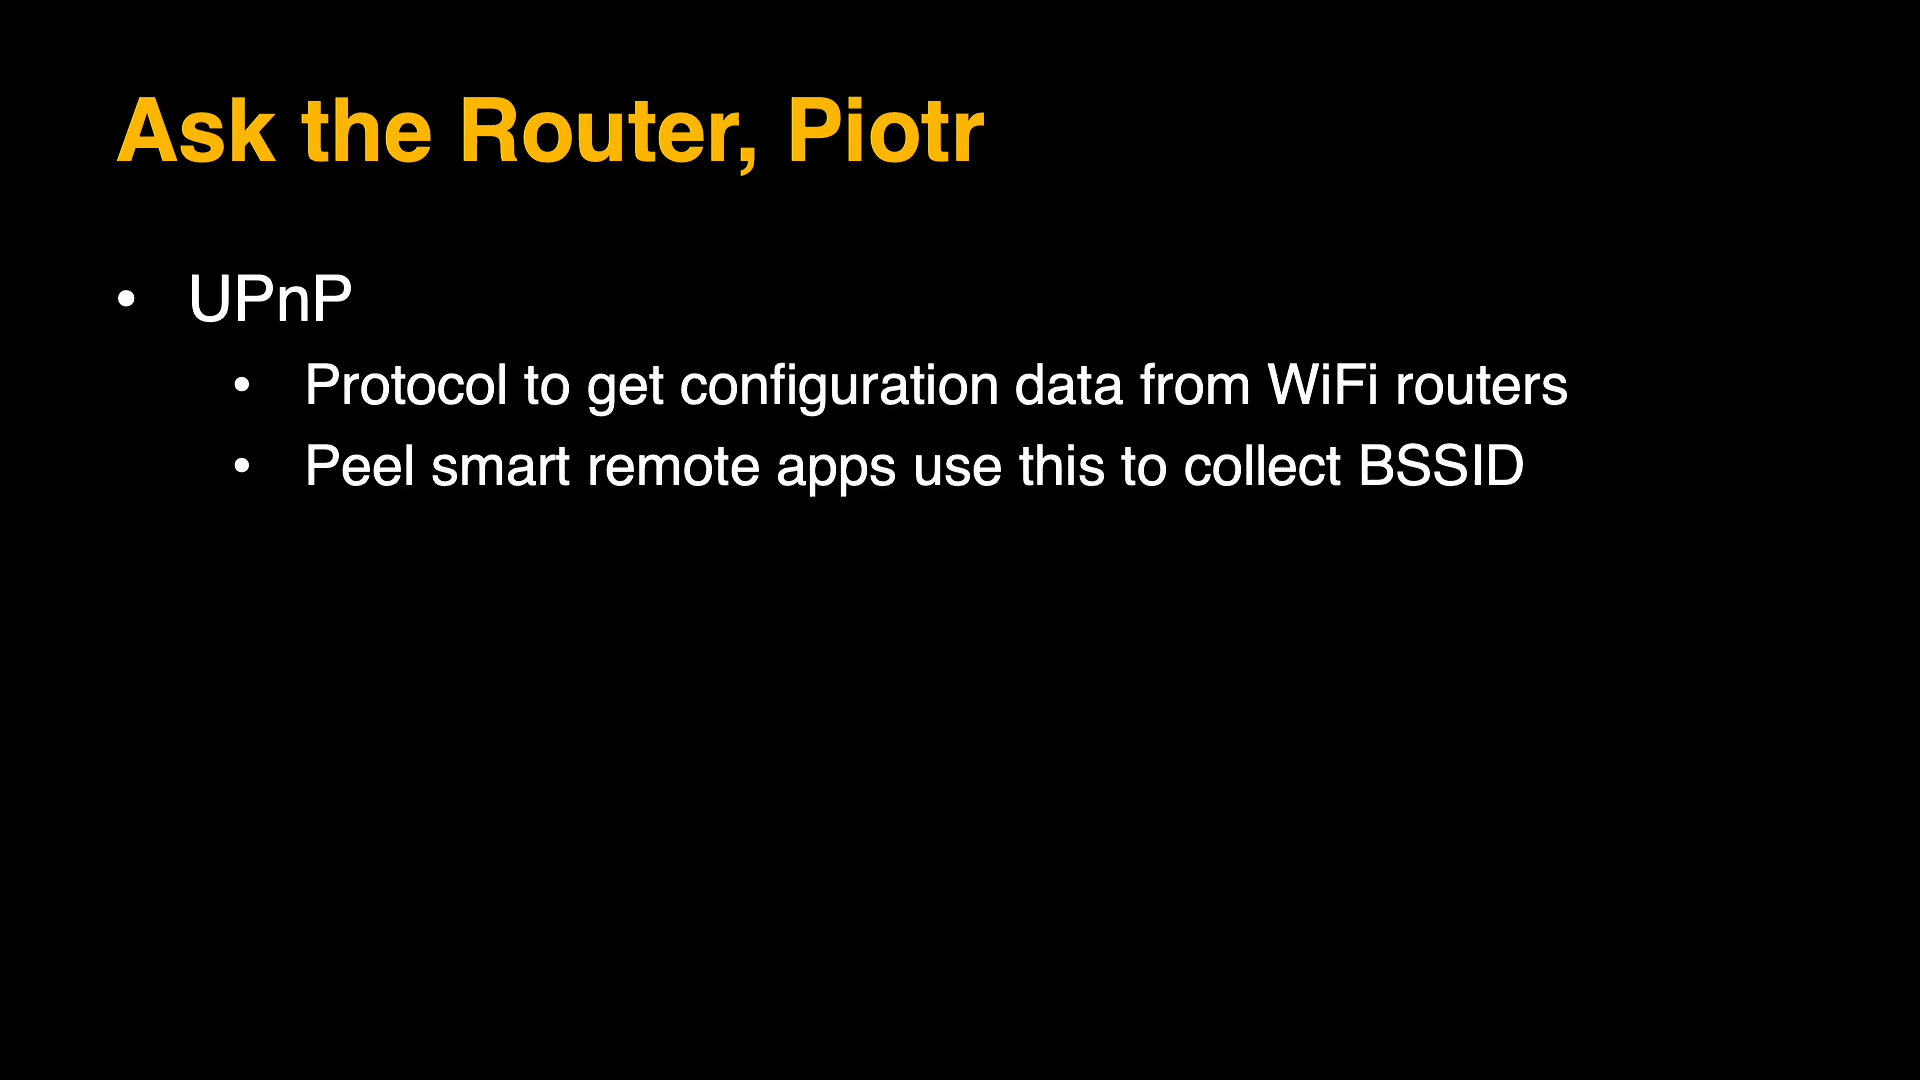 Ask the Router, Piotr
• UPnP
• Protocol to get configuration data from WiFi routers
• Peel smart remote apps use this to collect BSSID